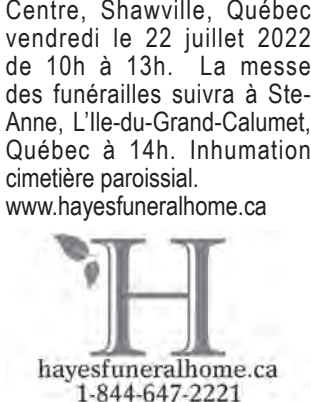 Centre, Shawville, Québec
vendredi le 22 juillet 2022
de 10h à 13h. La messe
des funérailles suivra à Ste-
Anne, L'Ile-du-Grand-Calumet,
Québec à 14h. Inhumation
cimetière paroissial.
www.hayesfuneralhome.ca
H
hayesfuneralhome.ca
1-844-647-2221